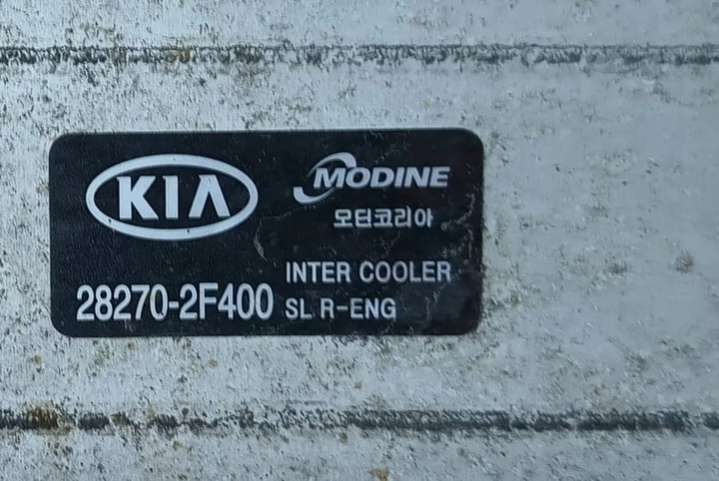 KIA
MODINE
모딘코리아
28270-2F400
INTER COOLER
SL R-ENG